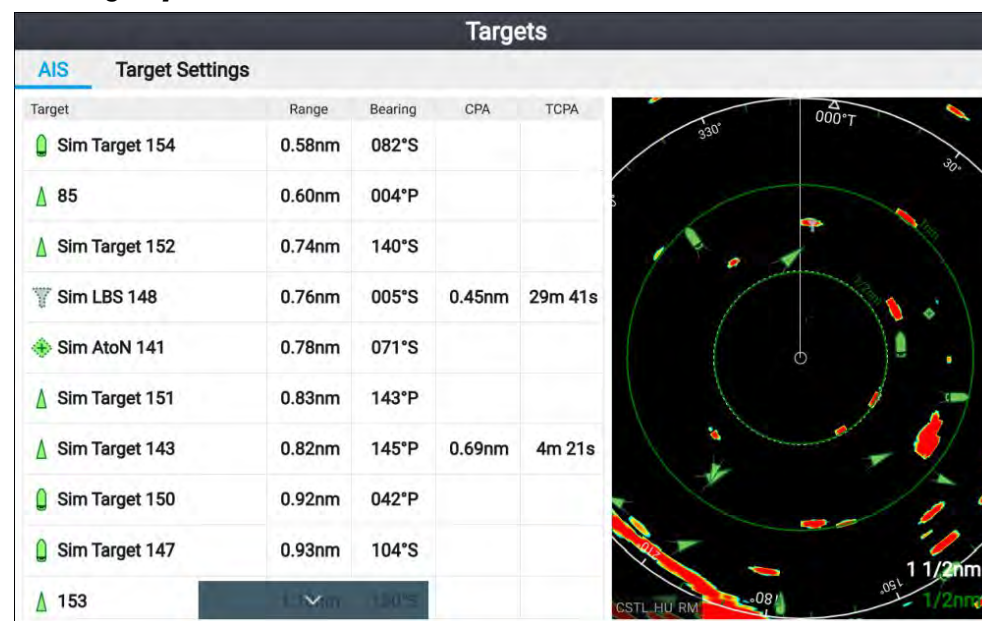 Targets
AIS Target Settings
Target Range Bearing CPA TCPA
Sim Target 154 0.58nm 082°S
85 0.60nm 004°P
Sim Target 152 0.74nm 140°S
Sim LBS 148 0.76nm 005°S 0.45nm 29m 41s
Sim AtoN 141 0.78nm 071°S
Sim Target 151 0.83nm 143°P
Sim Target 143 0.82nm 145°P 0.69nm 4m 21s
Sim Target 150 0.92nm 042°P
Sim Target 147 0.93nm 104°S
153
330°
000°T
30°
1nm
1/2nm
210
180°
150°
1 1/2nm
1/2nm
CSTL HU RM